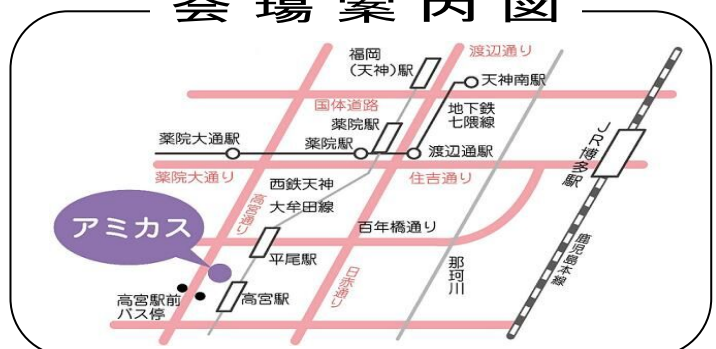 会場案内図
福岡
(天神)駅
渡辺通り
天神南駅
国体道路
地下鉄
七隈線
薬院駅
薬院大通駅
薬院駅
渡辺通駅
JR博多駅
薬院大通り
住吉通り
西鉄天神
大牟田線
高宮通り
アミカス
百年橋通り
平尾駅
日赤通り
那珂川
鹿児島本線
高宮駅前
バス停
高宮駅